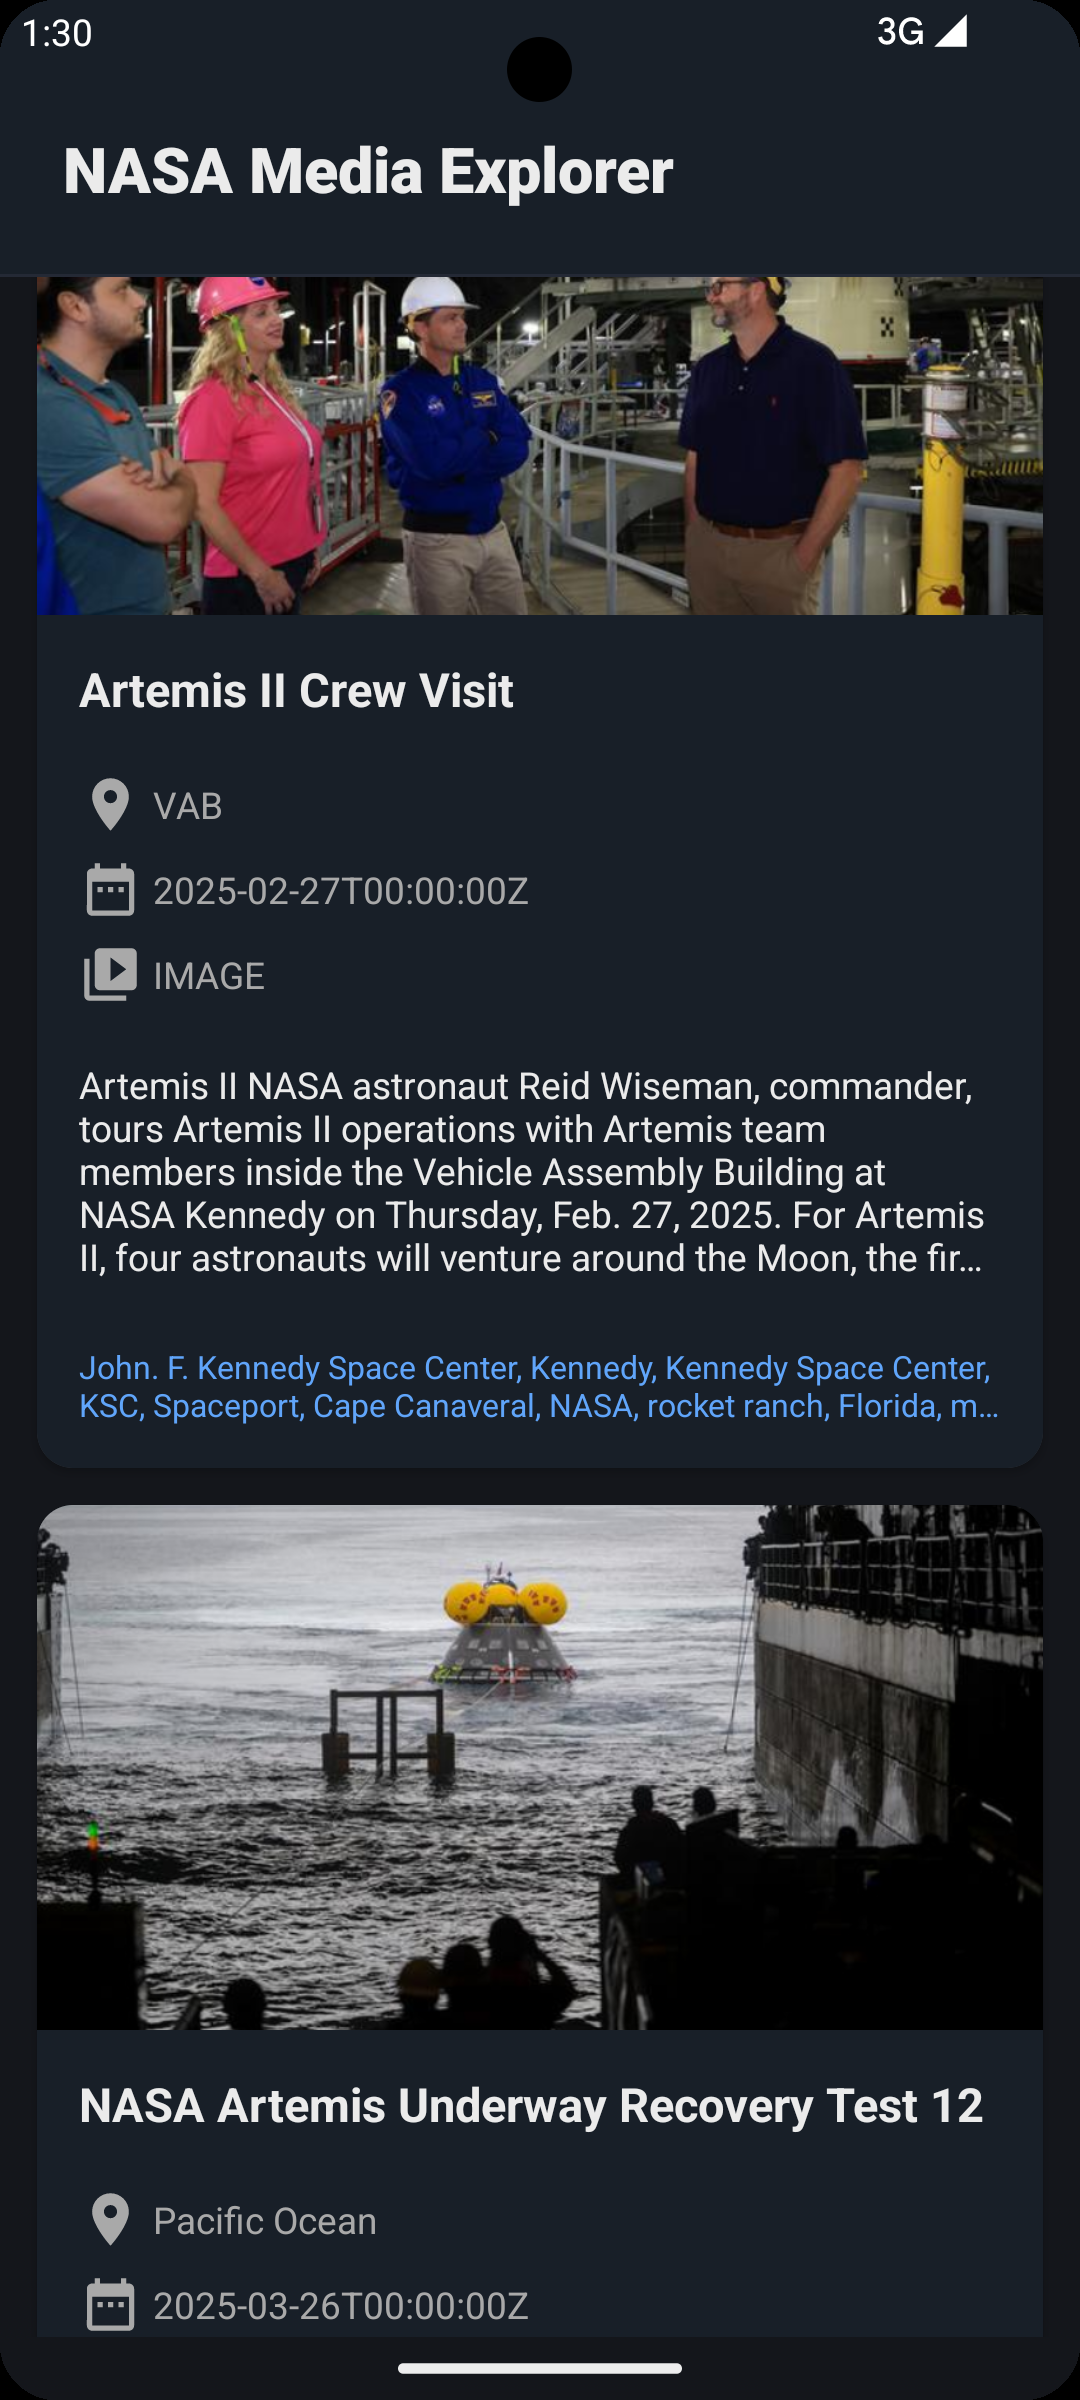 1:30
3G
NASA Media Explorer
Artemis II Crew Visit
VAB
2025-02-27T00:00:00Z
IMAGE
Artemis II NASA astronaut Reid Wiseman, commander,
tours Artemis II operations with Artemis team
members inside the Vehicle Assembly Building at
NASA Kennedy on Thursday, Feb. 27, 2025. For Artemis
II, four astronauts will venture around the Moon, the fir…
John. F. Kennedy Space Center, Kennedy, Kennedy Space Center,
KSC, Spaceport, Cape Canaveral, NASA, rocket ranch, Florida, m…
NASA Artemis Underway Recovery Test 12
Pacific Ocean
2025-03-26T00:00:00Z